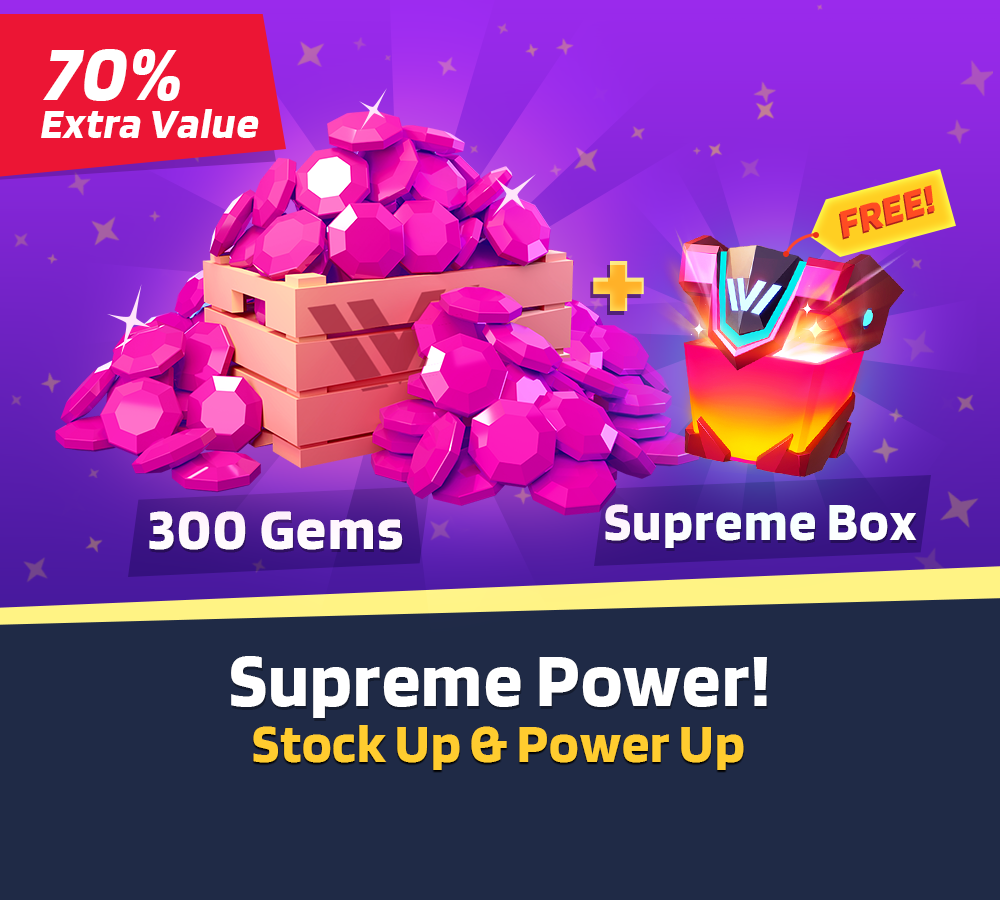 70%
Extra Value
FREE!
300 Gems
Supreme Box
Supreme Power!
Stock Up & Power Up